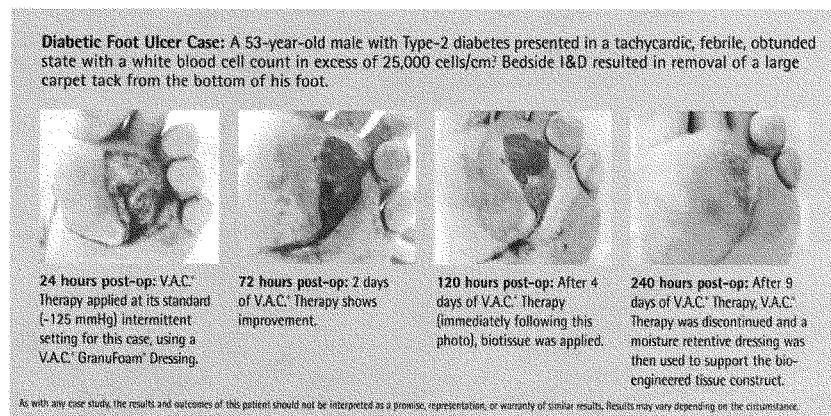 Diabetic Foot Ulcer Case: A 53-year-old male with Type-2 diabetes presented in a tachycardic, febrile, obtunded
state with a white blood cell count in excess of 25,000 cells/cm.² Bedside I&D resulted in removal of a large
carpet tack from the bottom of his foot.
24 hours post-op: V.A.C.®
Therapy applied at its standard
(-125 mmHg) intermittent
setting for this case, using a
V.A.C.® GranuFoam® Dressing.
72 hours post-op: 2 days
of V.A.C.® Therapy shows
improvement.
120 hours post-op: After 4
days of V.A.C.® Therapy
(immediately following this
photo), biotissue was applied.
240 hours post-op: After 9
days of V.A.C.® Therapy, V.A.C.®
Therapy was discontinued and a
moisture retentive dressing was
then used to support the bio-
engineered tissue construct.
As with any case study, the results and outcomes of this patient should not be interpreted as a promise, representation, or warranty of similar results. Results may vary depending on the circumstance.